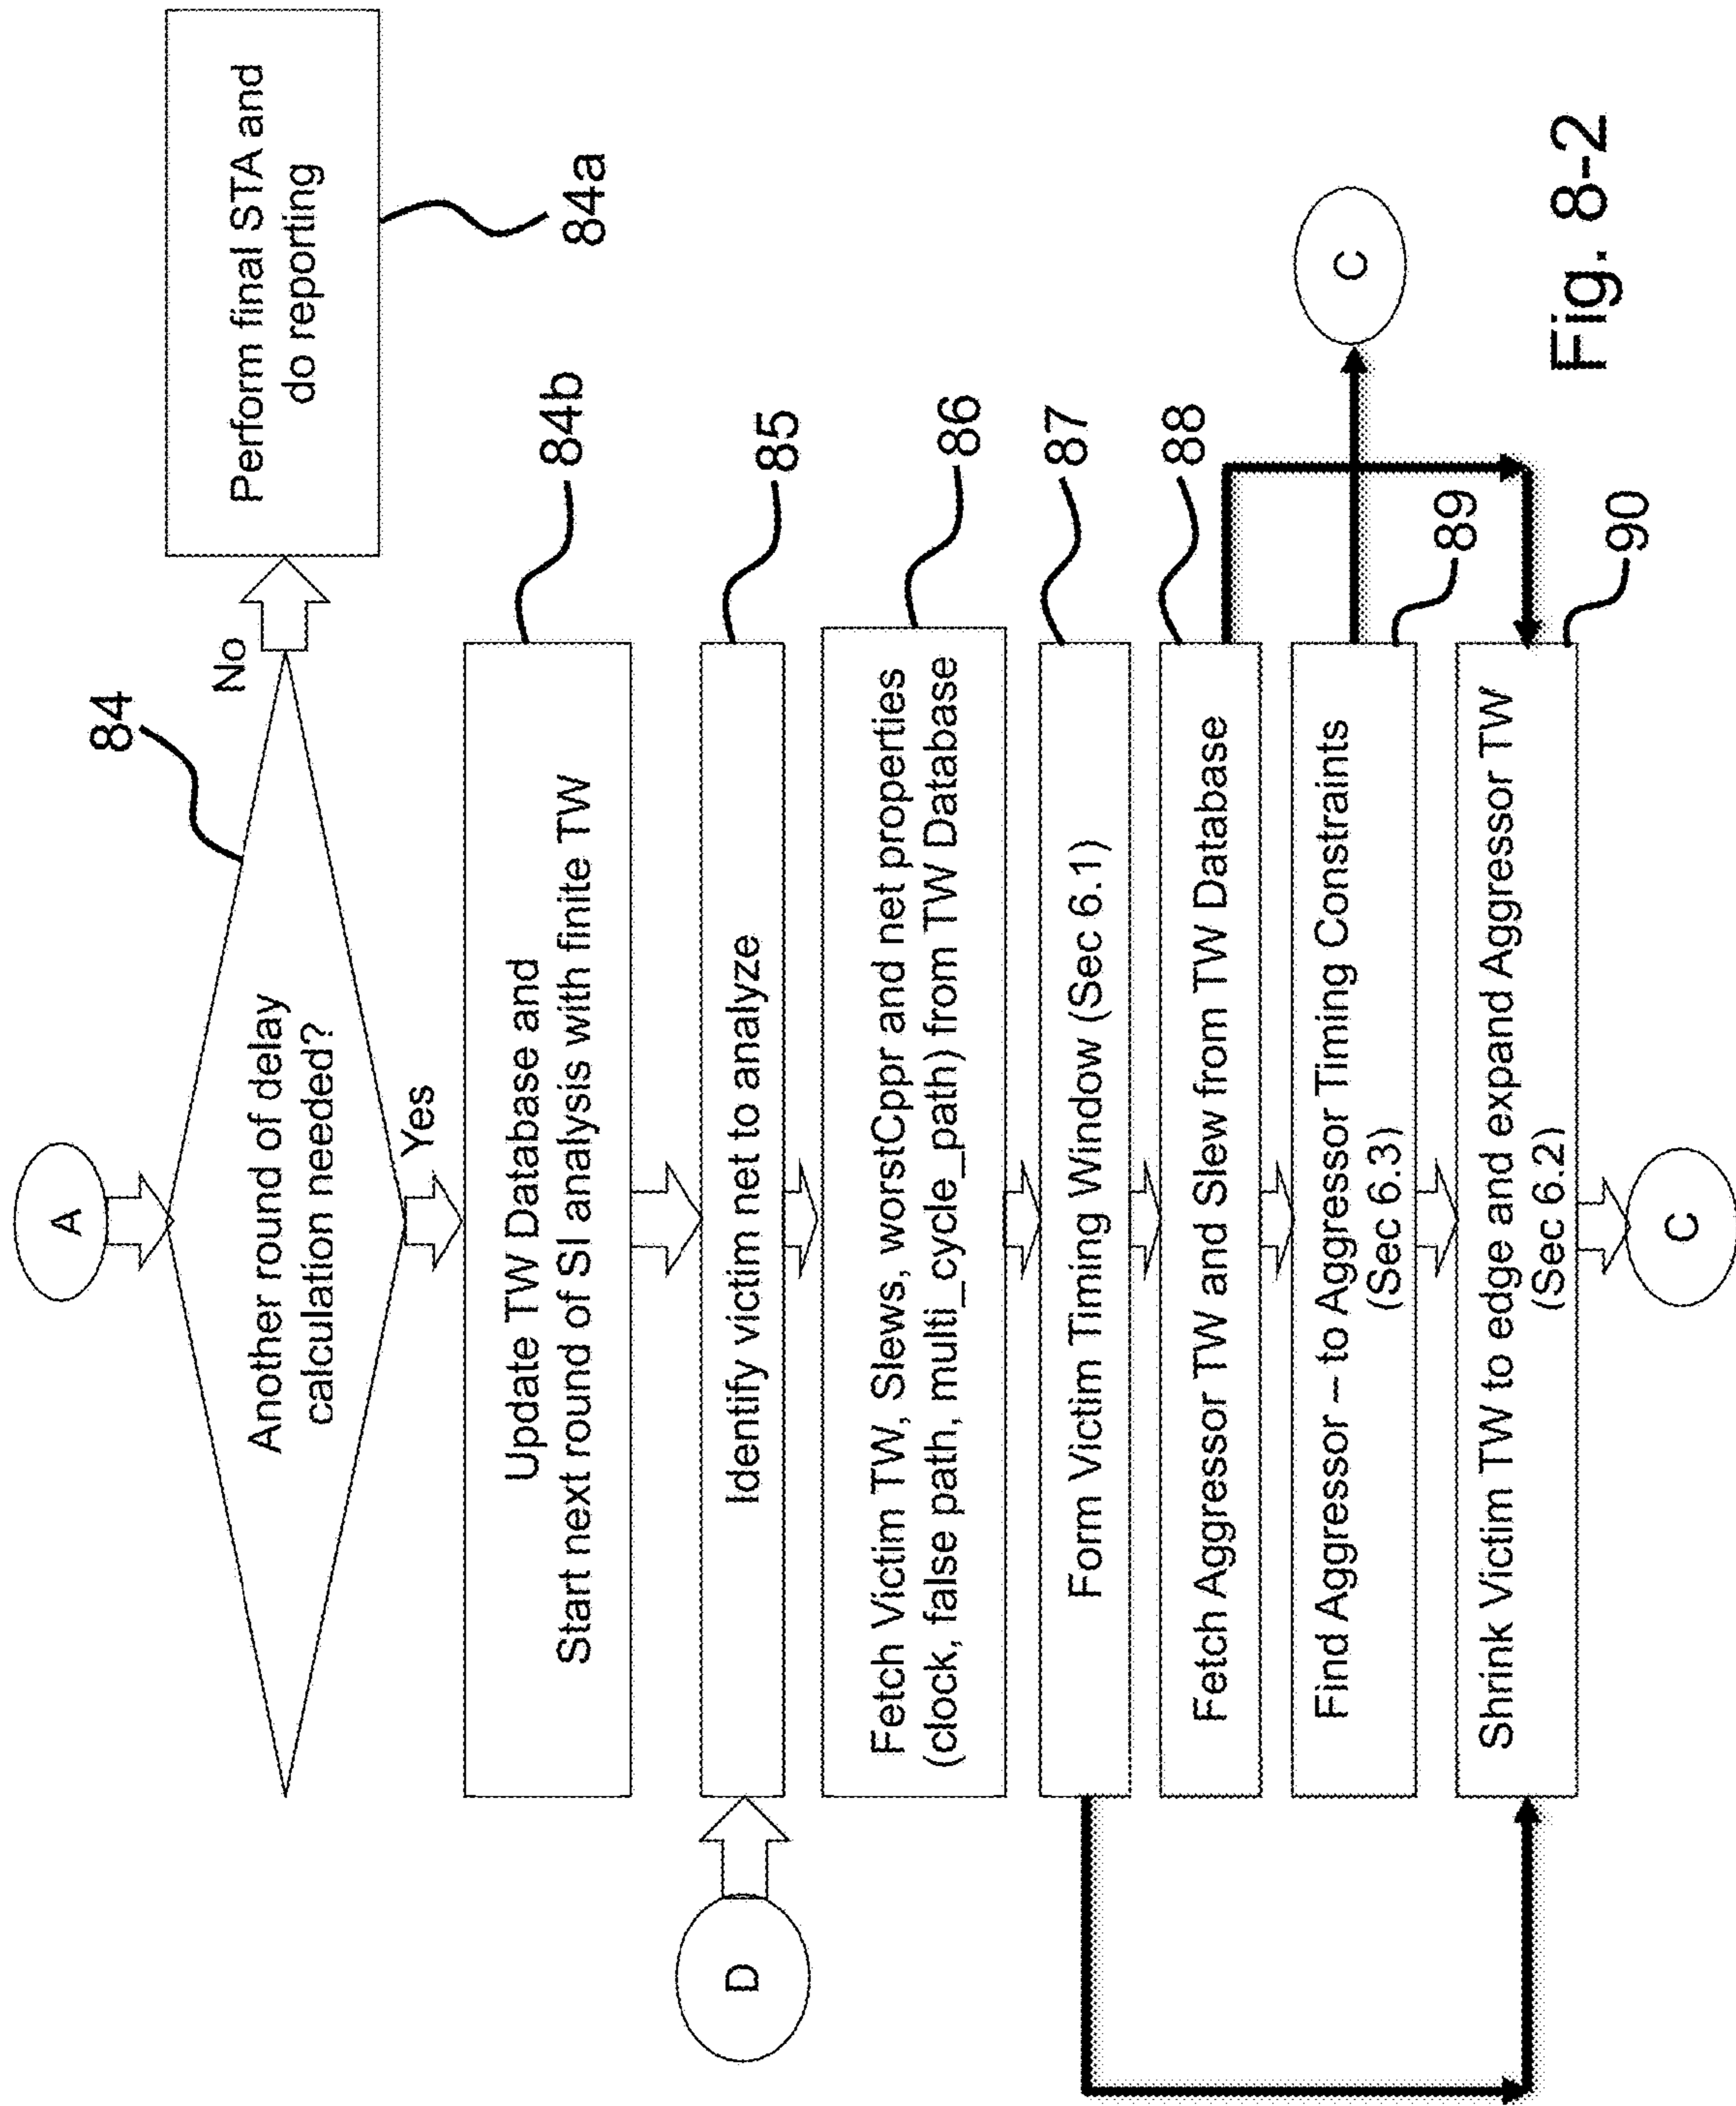 A
84
Another round of delay
calculation needed?
No
Perform final STA and
do reporting
84a
Yes
Update TW Database and
Start next round of SI analysis with finite TW
84b
D
Identify victim net to analyze
85
Fetch Victim TW, Slews, worstCppr and net properties
(clock, false path, multi_cycle_path) from TW Database
86
Form Victim Timing Window (Sec 6.1)
87
Fetch Aggressor TW and Slew from TW Database
88
Find Aggressor – to Aggressor Timing Constraints
(Sec 6.3)
89
C
Shrink Victim TW to edge and expand Aggressor TW
(Sec 6.2)
90
C
Fig. 8-2